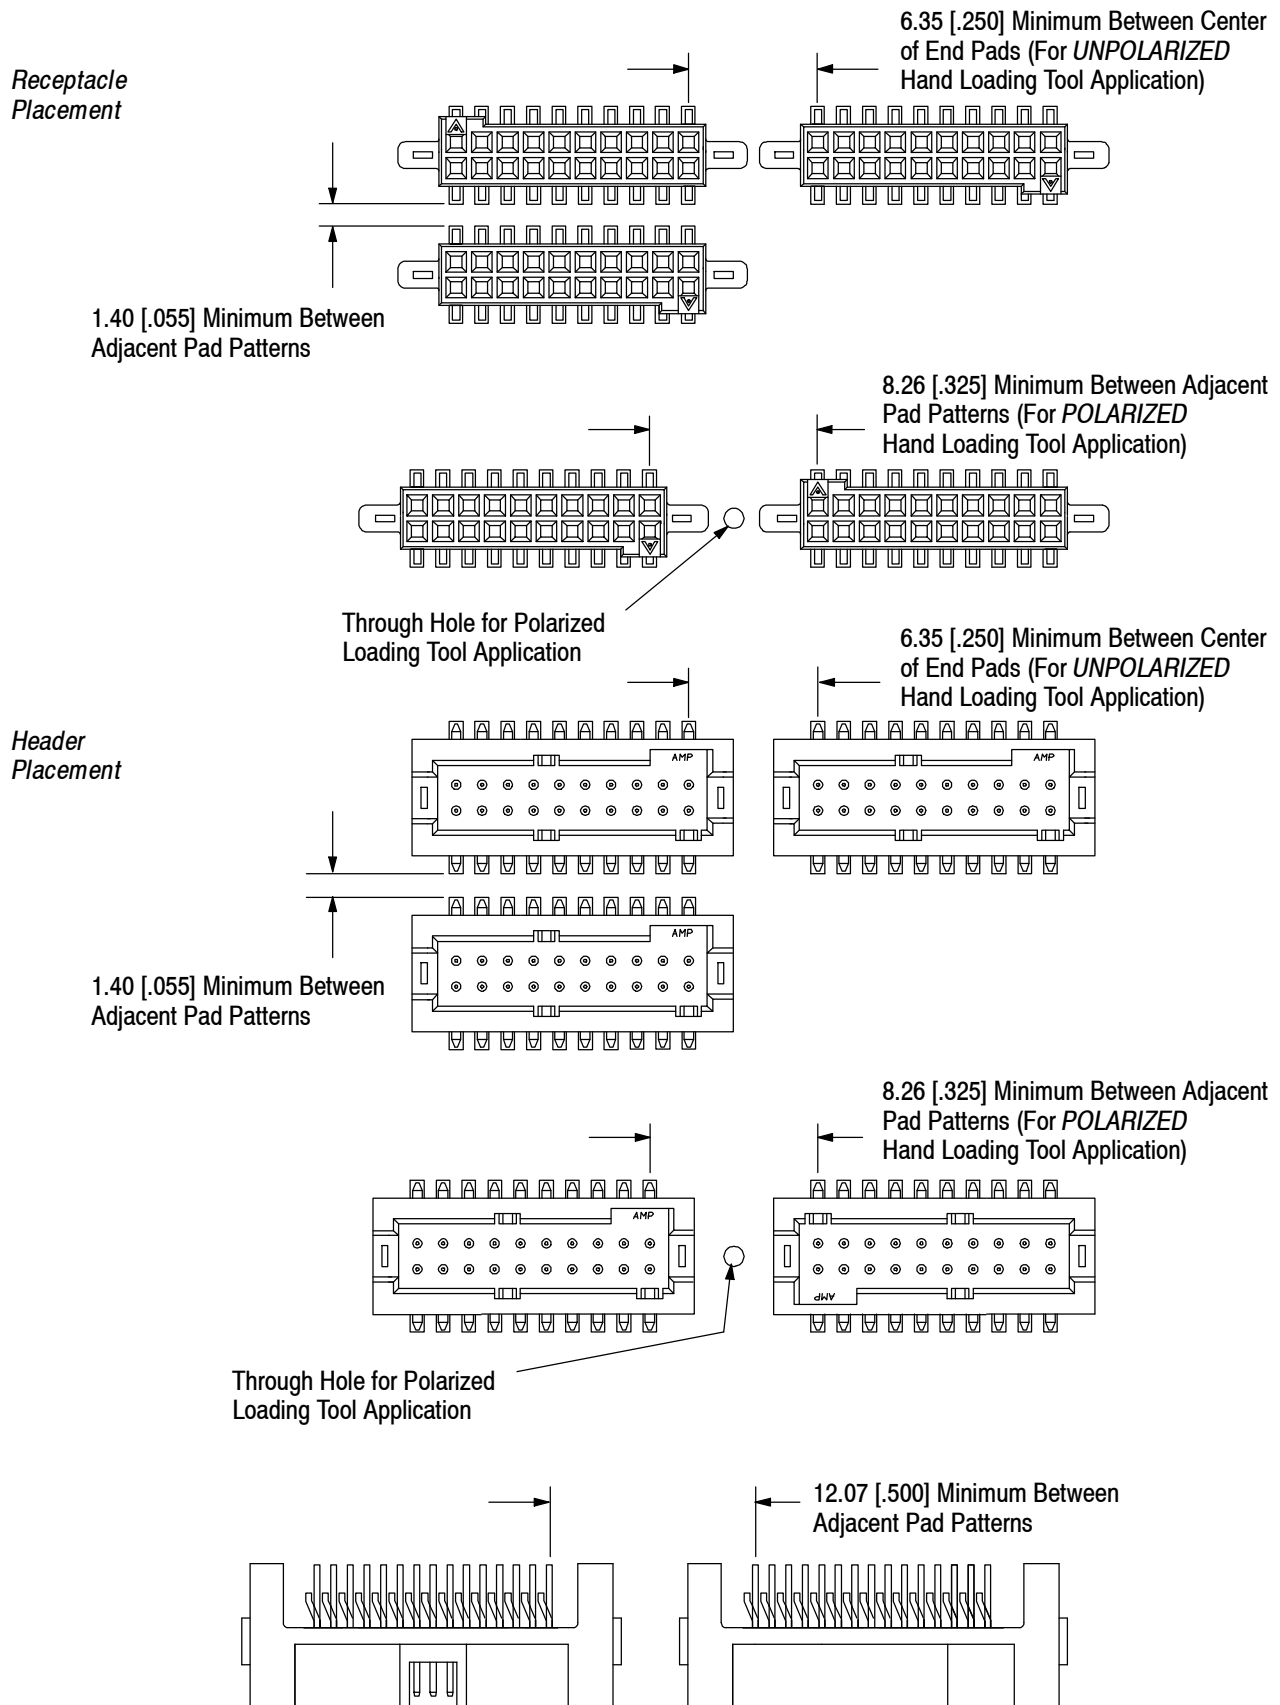 6.35 [.250] Minimum Between Center
of End Pads (For UNPOLARIZED
Hand Loading Tool Application)
Receptacle
Placement
1.40 [.055] Minimum Between
Adjacent Pad Patterns
8.26 [.325] Minimum Between Adjacent
Pad Patterns (For POLARIZED
Hand Loading Tool Application)
Through Hole for Polarized
Loading Tool Application
6.35 [.250] Minimum Between Center
of End Pads (For UNPOLARIZED
Hand Loading Tool Application)
Header
Placement
AMP
AMP
AMP
1.40 [.055] Minimum Between
Adjacent Pad Patterns
8.26 [.325] Minimum Between Adjacent
Pad Patterns (For POLARIZED
Hand Loading Tool Application)
AMP
AMP
Through Hole for Polarized
Loading Tool Application
12.07 [.500] Minimum Between
Adjacent Pad Patterns